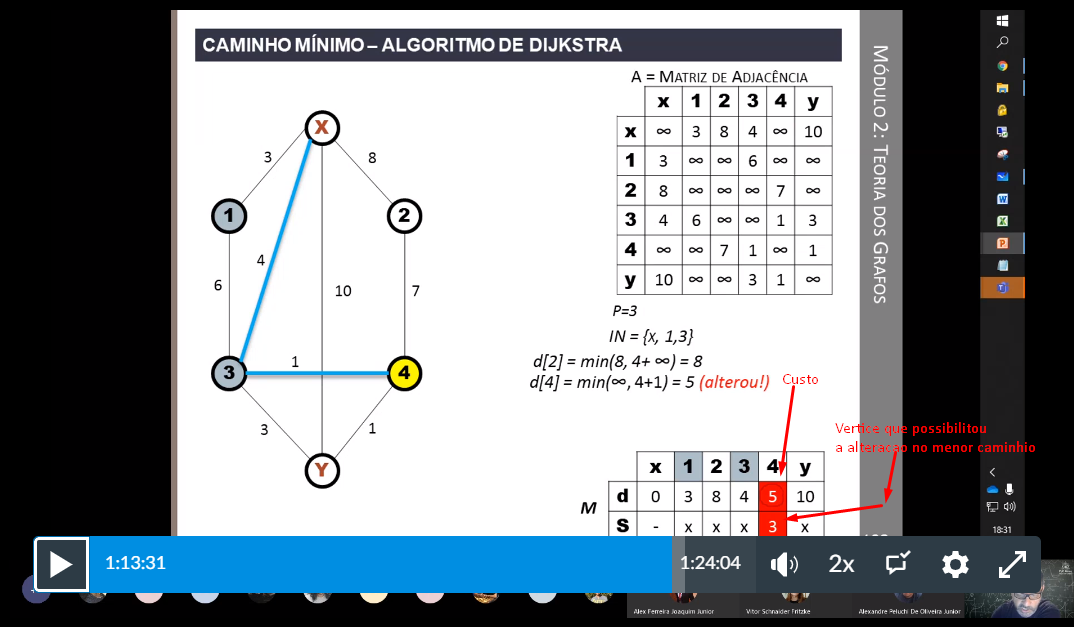 CAMINHO MÍNIMO – ALGORITMO DE DIJKSTRA
MÓDULO 2: TEORIA DOS GRAFOS
X
3
8
1
2
4
6
10
7
1
3
4
3
1
Y
A = MATRIZ DE ADJACÊNCIA
x 1 2 3 4 y
x ∞ 3 8 4 ∞ 10
1 3 ∞ ∞ 6 ∞ ∞
2 8 ∞ ∞ ∞ 7 ∞
3 4 6 ∞ ∞ 1 3
4 ∞ ∞ 7 1 ∞ 1
y 10 ∞ ∞ 3 1 ∞
P=3
IN = {x, 1,3}
d[2] = min(8, 4+ ∞) = 8
d[4] = min(∞, 4+1) = 5 (alterou!)
Custo
Vertice que possibilitou
a alteraçao no menor caminhio
x 1 2 3 4 y
M
d 0 3 8 4 5 10
S - x x x 3 x
18:31
1:13:31
1:24:04
2x
Alex Ferreira Joaquim Junior
Vitor Schneider Fritzke
Alexandre Peluchi De Oliveira Junior